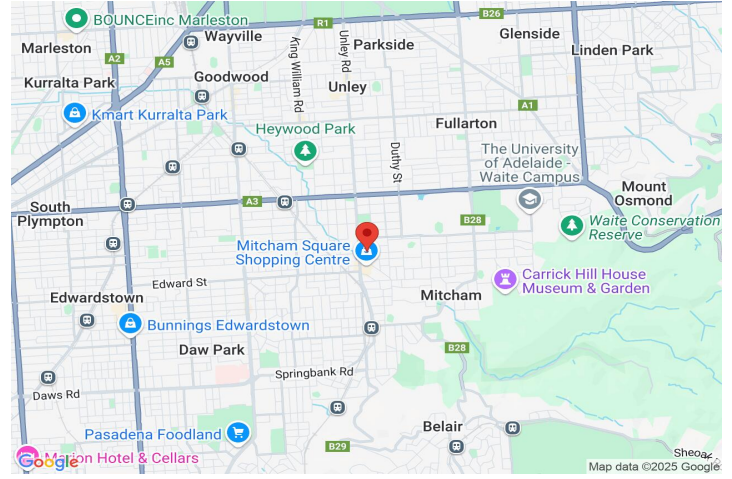 BOUNCEinc Marleston
Wayville
R1
B26
Glenside
Marleston
A2
A5
King William Rd
Unley Rd
Parkside
Linden Park
Kurralta Park
Goodwood
Unley
Kmart Kurralta Park
A1
Fullarton
Heywood Park
Duthy St
The University
of Adelaide -
Waite Campus
Mount
Osmond
South
Plympton
A3
B28
Waite Conservation
Reserve
Mitcham Square
Shopping Centre
Edward St
Carrick Hill House
Museum & Garden
Edwardstown
Mitcham
Bunnings Edwardstown
Daw Park
B28
Springbank Rd
Daws Rd
Pasadena Foodland
B29
Belair
Marion Hotel & Cellars
Google
Sheoak
Map data ©2025 Google